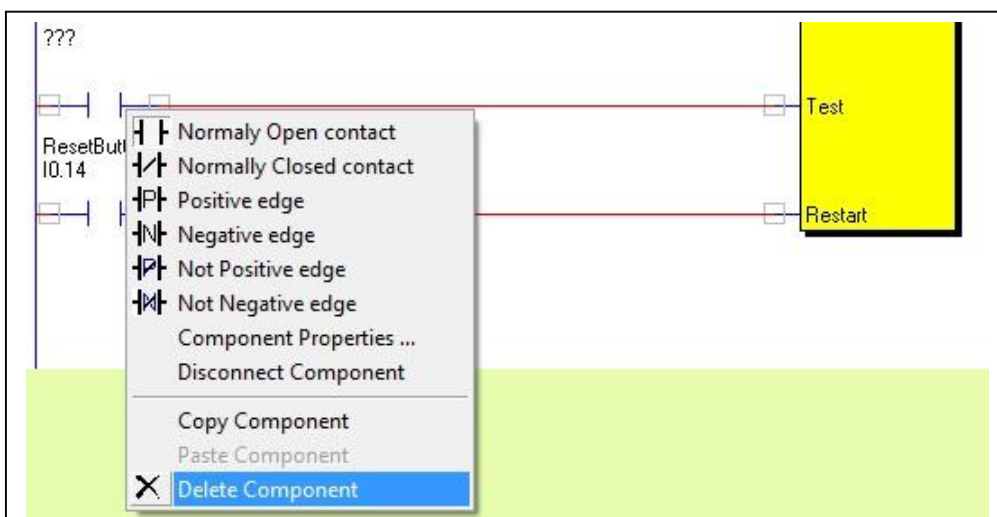 ???
Test
ResetButt
I0.14
Restart
Normaly Open contact
Normally Closed contact
Positive edge
Negative edge
Not Positive edge
Not Negative edge
Component Properties ...
Disconnect Component
Copy Component
Paste Component
Delete Component